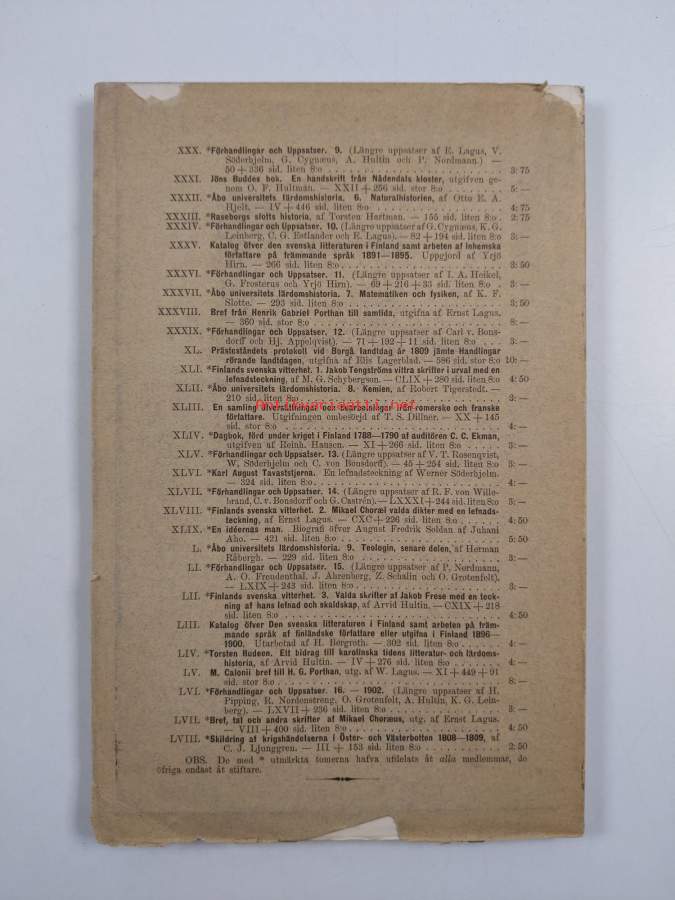 XXX. *Förhandlingar och Uppsatser. 9. (Längre uppsatser af E. Lagus, V.
Söderhjelm, G. Cygnæus, A. Hultin och P. Nordmann.) —
50 + 336 sid. liten 8:o 3: 75
XXXI. Jöns Buddes bok. En handskrift från Nådendals kloster, utgifven ge-
nom O. F. Hultman. — XXII + 256 sid. stor 8:o 5: —
XXXII. *Åbo universitets lärdomshistoria. 6. Naturalhistorien, af Otto E. A.
Hjelt. — IV + 446 sid. liten 8:o 4: 75
XXXIII. *Raseborgs slotts historia, af Torsten Hartman. — 155 sid. liten 8:o 2: 75
XXXIV. *Förhandlingar och Uppsatser. 10. (Längre uppsatser af G. Cygnæus, K. G.
Leinberg, C. G. Estlander och E. Lagus). — 82 + 194 sid. liten 8:o 3: —
XXXV. Katalog öfver den svenska litteraturen i Finland samt arbeten af inhemska
författare på främmande språk 1891—1895. Uppgjord af Yrjö
Hirn. — 266 sid. liten 8:o 3: 50
XXXVI. *Förhandlingar och Uppsatser. 11. (Längre uppsatser af I. A. Heikel,
G. Frosterus och Yrjö Hirn). — 69 + 216 + 33 sid. liten 8:o 3: —
XXXVII. *Åbo universitets lärdomshistoria. 7. Matematiken och fysiken, af K. F.
Slotte. — 293 sid. liten 8:o 3: 50
XXXVIII. Bref från Henrik Gabriel Porthan till samtida, utgifna af Ernst Lagus.
— 360 sid. stor 8:o 8: —
XXXIX. *Förhandlingar och Uppsatser. 12. (Längre uppsatser af Carl v. Bons-
dorff och Hj. Appelqvist). — 71 + 192 + 11 sid. liten 8:o 3: —
XL. Prästeståndets protokoll vid Borgå landtdag år 1809 jämte Handlingar
rörande landtdagen, utgifna af Elis Lagerblad. — 586 sid. stor 8:o 10: —
XLI. *Finlands svenska vitterhet. 1. Jakob Tengströms vittra skrifter i urval med en
lefnadsteckning, af M. G. Schybergson. — CLIX + 280 sid. liten 8:o 4: 50
XLII. *Åbo universitets lärdomshistoria. 8. Kemien, af Robert Tigerstedt. —
210 sid. liten 8:o 3: —
Antikvariaatti.net
XLIII. En samling öfversättningar och bearbetningar från romerske och franske
författare. Utgifningen ombesörjd af T. S. Dillner. — XX + 145
sid. stor 8:o 4: —
XLIV. *Dagbok, förd under kriget i Finland 1788—1790 af auditören C. C. Ekman,
utgifven af Reinh. Hausen. — XI + 266 sid. liten 8:o 3: —
XLV. *Förhandlingar och Uppsatser. 13. (Längre uppsatser af V. T. Rosenqvist,
W. Söderhjelm och C. von Bonsdorff). — 45 + 254 sid. liten 8:o 3: —
XLVI. *Karl August Tavaststjerna. En lefnadsteckning af Werner Söderhjelm.
— 324 sid. liten 8:o 4: —
XLVII. *Förhandlingar och Uppsatser. 14. (Längre uppsatser af R. F. von Wille-
brand, C. v. Bonsdorff och G. Castrén). — LXXXI + 244 sid. liten 8:o 3: —
XLVIII. *Finlands svenska vitterhet. 2. Mikael Choræi valda dikter med en lefnads-
teckning, af Ernst Lagus. — CXC + 226 sid. liten 8:o 4: 50
XLIX. *En idéernas man. Biografi öfver August Fredrik Soldan af Juhani
Aho. — 421 sid. liten 8:o 5: 50
L. *Åbo universitets lärdomshistoria. 9. Teologin, senare delen, af Herman
Råbergh. — 229 sid. liten 8:o 3: —
LI. *Förhandlingar och Uppsatser. 15. (Längre uppsatser af P. Nordmann,
A. O. Freudenthal, J. Ahrenberg, Z. Schalin och O. Grotenfelt).
— LXIX + 243 sid. liten 8:o 3: —
LII. *Finlands svenska vitterhet. 3. Valda skrifter af Jakob Frese med en teck-
ning af hans lefnad och skaldskap, af Arvid Hultin. — CXIX + 218
sid. liten 8:o 4: 50
LIII. Katalog öfver Den svenska litteraturen i Finland samt arbeten på främ-
mande språk af finländske författare eller utgifna i Finland 1896—
1900. Utarbetad af H. Bergroth. — 302 sid. liten 8:o 4: —
LIV. *Torsten Rudeen. Ett bidrag till karolinska tidens litteratur- och lärdoms-
historia, af Arvid Hultin. — IV + 276 sid. liten 8:o 4: —
LV. M. Calonii bref till H. G. Porthan, utg. af W. Lagus. — XI + 449 + 91
sid. stor 8:o 8: —
LVI. *Förhandlingar och Uppsatser. 16. — 1902. (Längre uppsatser af H.
Pipping, R. Nordenstreng, O. Grotenfelt, A. Hultin, K. G. Lein-
berg). — LXVII + 236 sid. liten 8:o 3: —
LVII. *Bref, tal och andra skrifter af Mikael Choræus, utg. af Ernst Lagus.
— VIII + 400 sid. liten 8:o 4: 50
LVIII. *Skildring af krigshändelserna i Öster- och Västerbotten 1808—1809, af
C. J. Ljunggren. — III + 153 sid. liten 8:o 2: 50
OBS. De med * utmärkta tomerna hafva utdelats åt alla medlemmar, de
öfriga endast åt stiftare.